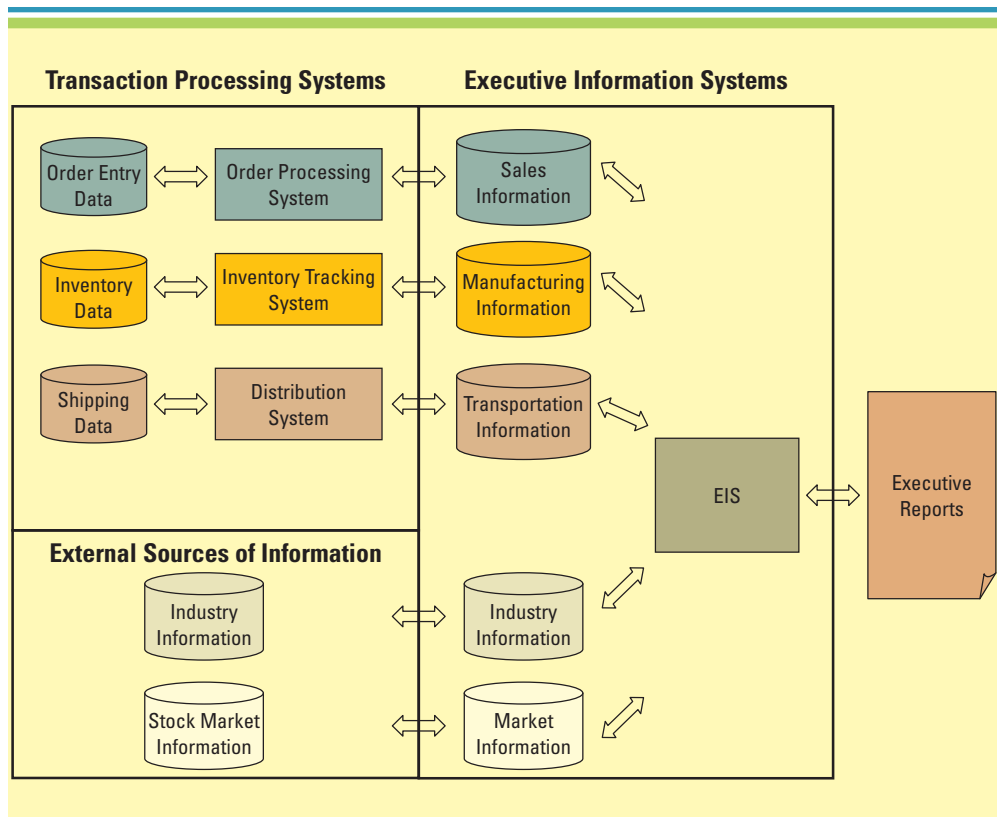 Transaction Processing Systems
Executive Information Systems
Order Entry
Data
Order Processing
System
Sales
Information
Inventory
Data
Inventory Tracking
System
Manufacturing
Information
Shipping
Data
Distribution
System
Transportation
Information
EIS
Executive
Reports
External Sources of Information
Industry
Information
Industry
Information
Stock Market
Information
Market
Information